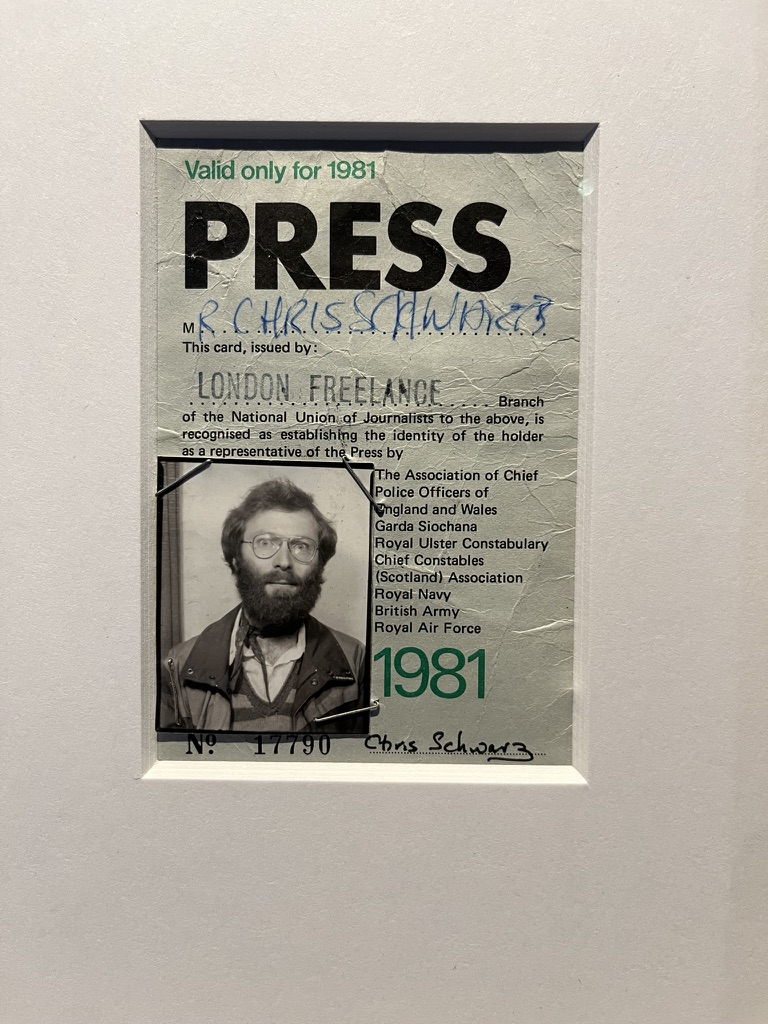 Valid only for 1981
PRESS
MR CHRIS SCHWARZ
This card, issued by:
LONDON FREELANCE Branch
of the National Union of Journalists to the above, is
recognised as establishing the identity of the holder
as a representative of the Press by
The Association of Chief
Police Officers of
England and Wales
Garda Siochana
Royal Ulster Constabulary
Chief Constables
(Scotland) Association
Royal Navy
British Army
Royal Air Force
1981
Nº 17790 Chris Schwarz